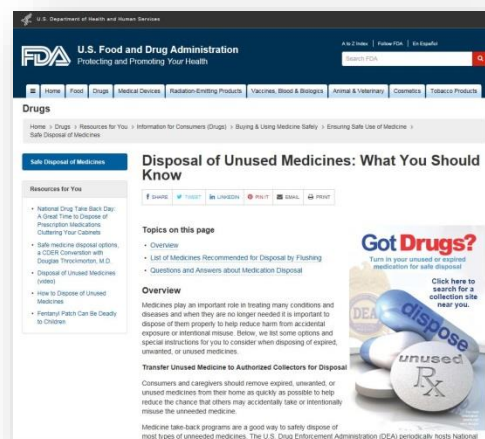 U.S. Department of Health and Human Services
FDA
U.S. Food and Drug Administration
Protecting and Promoting Your Health
A to Z Index | Follow FDA | En Español
Search FDA
Home
Food
Drugs
Medical Devices
Radiation-Emitting Products
Vaccines, Blood & Biologics
Animal & Veterinary
Cosmetics
Tobacco Products
Drugs
Home > Drugs > Resources for You > Information for Consumers (Drugs) > Buying & Using Medicine Safely > Ensuring Safe Use of Medicine >
Safe Disposal of Medicines
Safe Disposal of Medicines
Resources for You
• National Drug Take Back Day:
A Great Time to Dispose of
Prescription Medications
Cluttering Your Cabinets
• Safe medicine disposal options,
a CDER Conversation with
Douglas Throckmorton, M.D.
• Disposal of Unused Medicines
(video)
• How to Dispose of Unused
Medicines
• Fentanyl Patch Can Be Deadly
to Children
Disposal of Unused Medicines: What You Should
Know
SHARE
TWEET
LINKEDIN
PIN IT
EMAIL
PRINT
Topics on this page
• Overview
• List of Medicines Recommended for Disposal by Flushing
• Questions and Answers about Medication Disposal
Overview
Medicines play an important role in treating many conditions and
diseases and when they are no longer needed it is important to
dispose of them properly to help reduce harm from accidental
exposure or intentional misuse. Below, we list some options and
special instructions for you to consider when disposing of expired,
unwanted, or unused medicines.
Transfer Unused Medicine to Authorized Collectors for Disposal
Consumers and caregivers should remove expired, unwanted, or
unused medicines from their home as quickly as possible to help
reduce the chance that others may accidentally take or intentionally
misuse the unneeded medicine.
Medicine take-back programs are a good way to safely dispose of
most types of unneeded medicines. The U.S. Drug Enforcement Administration (DEA) periodically hosts National
Got Drugs?
Turn in your unused or expired
medication for safe disposal
Click here to
search for a
collection site
near you.
DEA
dispose
unused
Rx